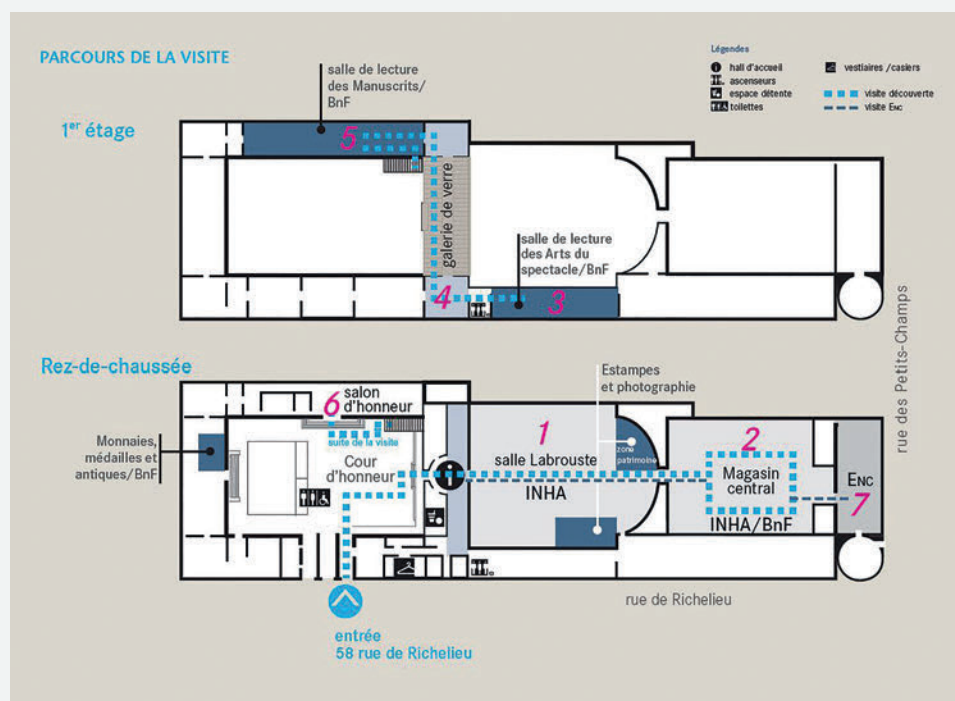 PARCOURS DE LA VISITE
Légendes
hall d'accueil
ascenseurs
espace détente
toilettes
vestiaires /casiers
visite découverte
visite ENC
salle de lecture
des Manuscrits/
BnF
1er étage
5
galerie de verre
salle de lecture
des Arts du
spectacle/BnF
4
3
rue des Petits-Champs
Rez-de-chaussée
Estampes
et photographie
6
salon
d'honneur
suite de la visite
Monnaies,
médailles et
antiques/BnF
Cour
d'honneur
1
salle Labrouste
INHA
zone
patrimoine
2
Magasin
central
INHA/BnF
ENC
7
rue de Richelieu
entrée
58 rue de Richelieu